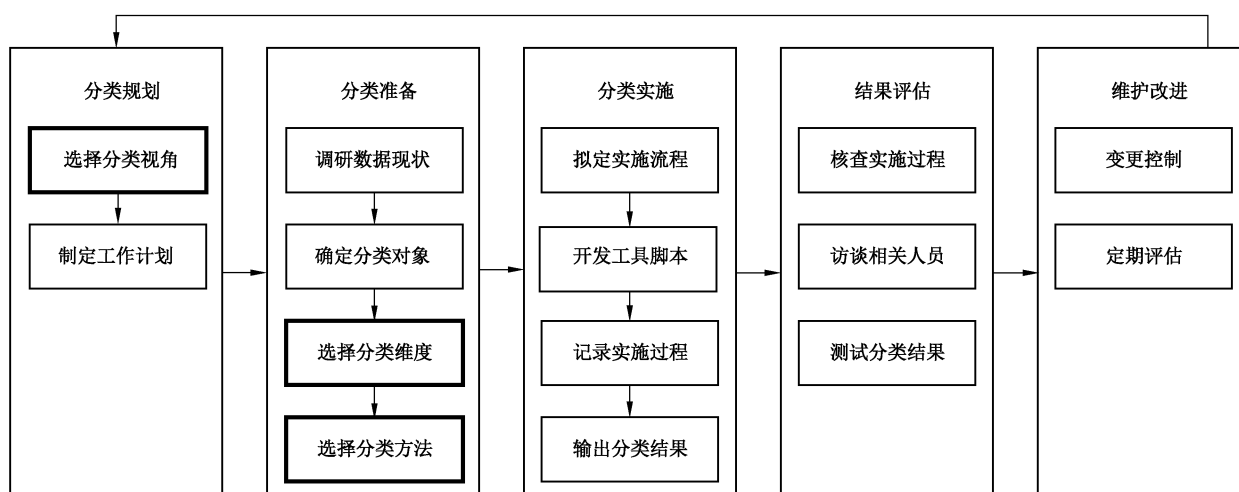 分类规划
选择分类视角
制定工作计划
分类准备
调研数据现状
确定分类对象
选择分类维度
选择分类方法
分类实施
拟定实施流程
开发工具脚本
记录实施过程
输出分类结果
结果评估
核查实施过程
访谈相关人员
测试分类结果
维护改进
变更控制
定期评估